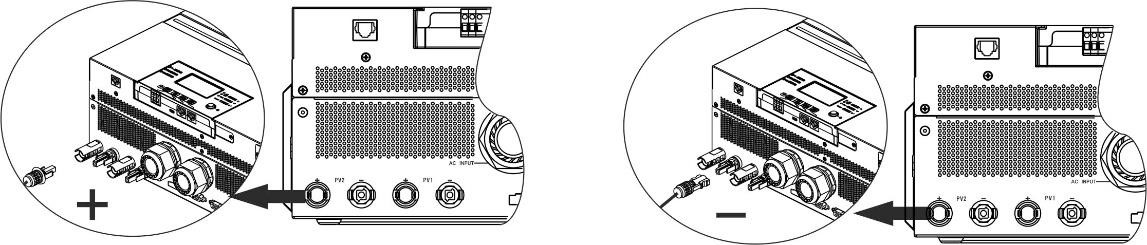 AC INPUT
+ PV2 − + PV1 −
+
AC INPUT
+ PV2 − + PV1 −
−